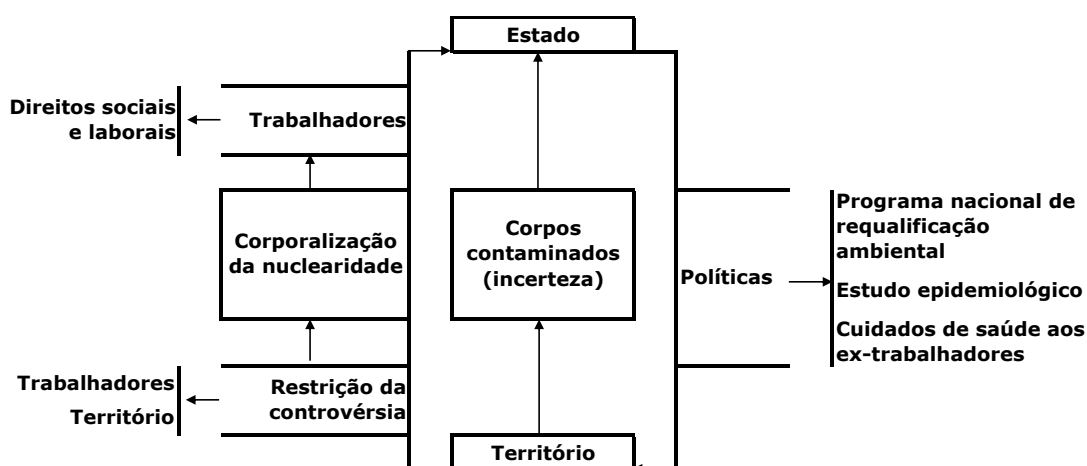 Estado
Direitos sociais
e laborais
Trabalhadores
Corporalização
da nuclearidade
Corpos
contaminados
(incerteza)
Políticas
Programa nacional de
requalificação
ambiental
Estudo epidemiológico
Cuidados de saúde aos
ex-trabalhadores
Trabalhadores
Território
Restrição da
controvérsia
Território